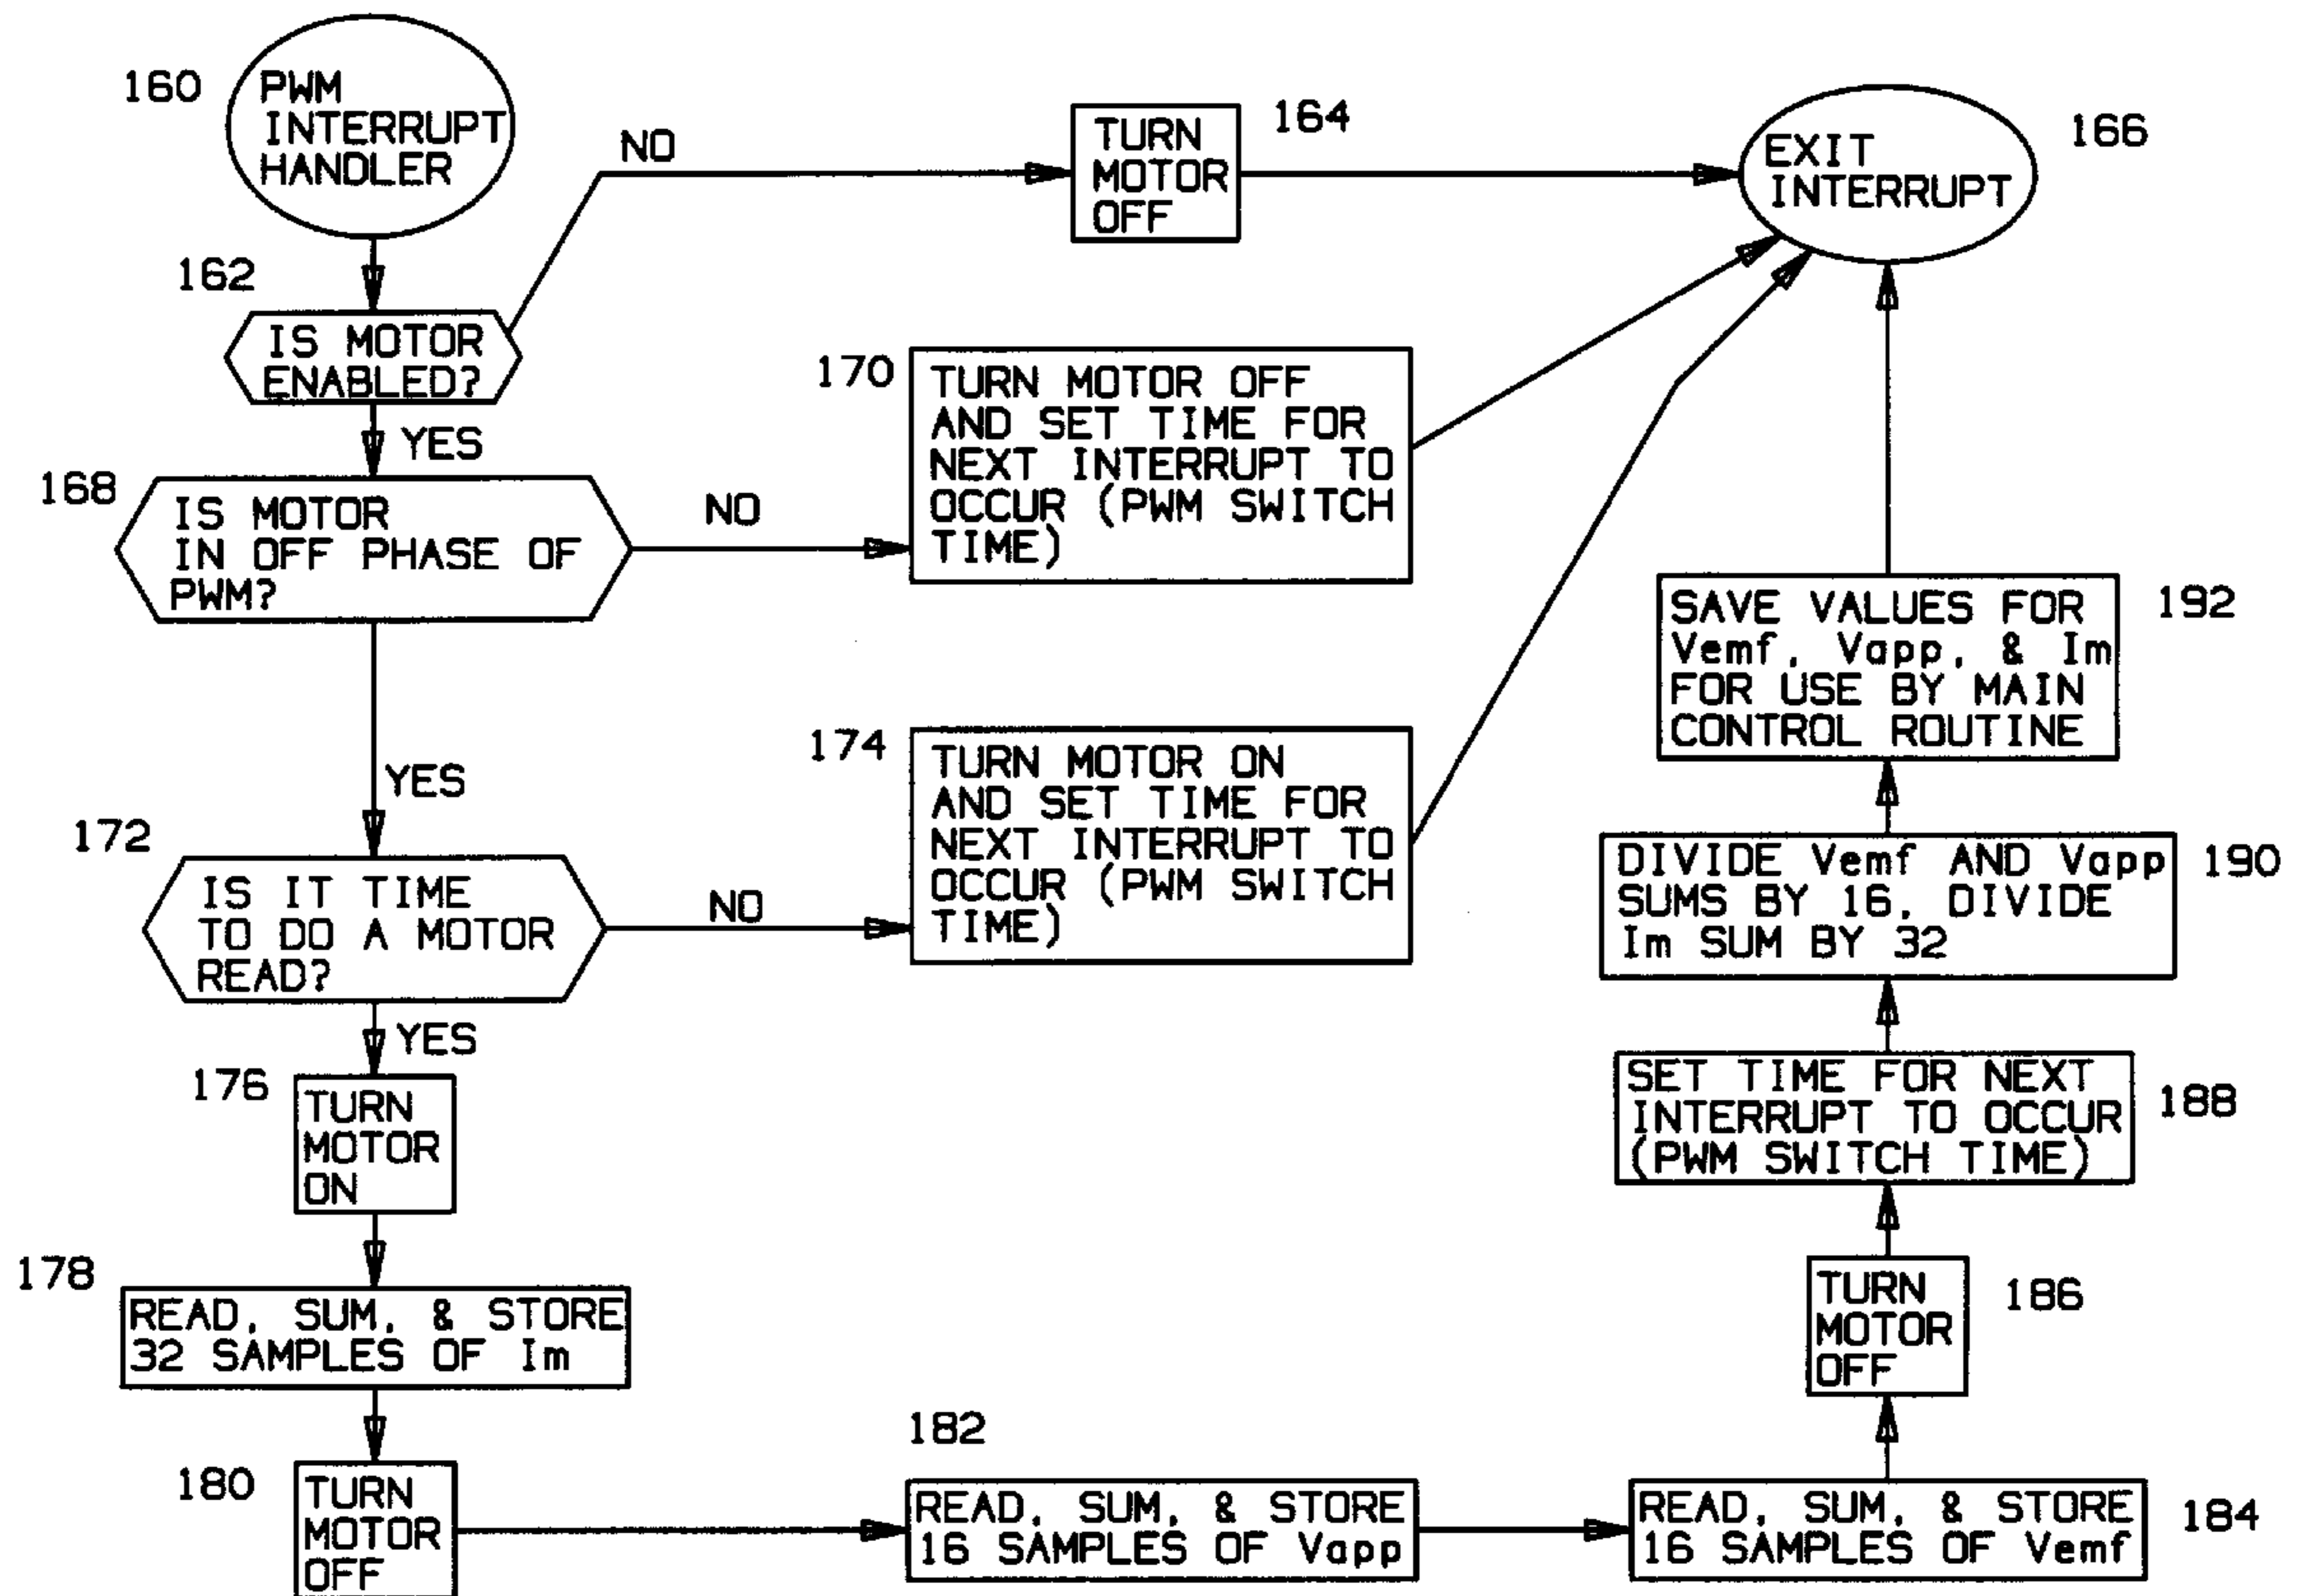 160
PWM
INTERRUPT
HANDLER
NO
TURN
MOTOR
OFF
164
EXIT
INTERRUPT
166
162
IS MOTOR
ENABLED?
YES
168
IS MOTOR
IN OFF PHASE OF
PWM?
NO
170
TURN MOTOR OFF
AND SET TIME FOR
NEXT INTERRUPT TO
OCCUR (PWM SWITCH
TIME)
YES
172
IS IT TIME
TO DO A MOTOR
READ?
NO
174
TURN MOTOR ON
AND SET TIME FOR
NEXT INTERRUPT TO
OCCUR (PWM SWITCH
TIME)
YES
176
TURN
MOTOR
ON
178
READ, SUM, & STORE
32 SAMPLES OF Im
180
TURN
MOTOR
OFF
182
READ, SUM, & STORE
16 SAMPLES OF Vapp
READ, SUM, & STORE
16 SAMPLES OF Vemf
184
TURN
MOTOR
OFF
186
SET TIME FOR NEXT
INTERRUPT TO OCCUR
(PWM SWITCH TIME)
188
DIVIDE Vemf AND Vapp
SUMS BY 16, DIVIDE
Im SUM BY 32
190
SAVE VALUES FOR
Vemf, Vapp, & Im
FOR USE BY MAIN
CONTROL ROUTINE
192